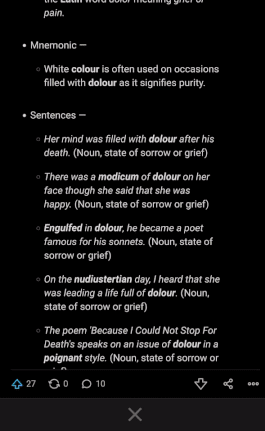 the Latin word dolor meaning grief or
pain.
• Mnemonic —
◦ White colour is often used on occasions
filled with dolour as it signifies purity.
• Sentences —
◦ Her mind was filled with dolour after his
death. (Noun, state of sorrow or grief)
◦ There was a modicum of dolour on her
face though she said that she was
happy. (Noun, state of sorrow or grief)
◦ Engulfed in dolour, he became a poet
famous for his sonnets. (Noun, state of
sorrow or grief)
◦ On the nudiustertian day, I heard that she
was leading a life full of dolour. (Noun,
state of sorrow or grief)
◦ The poem 'Because I Could Not Stop For
Death's speaks on an issue of dolour in a
poignant style. (Noun, state of sorrow or
27 0 10